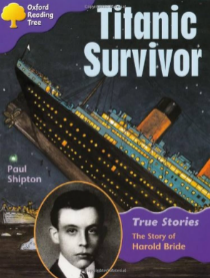 Oxford
Reading
Tree
Titanic
Survivor
Paul
Shipton
True Stories
The Story of
Harold Bride